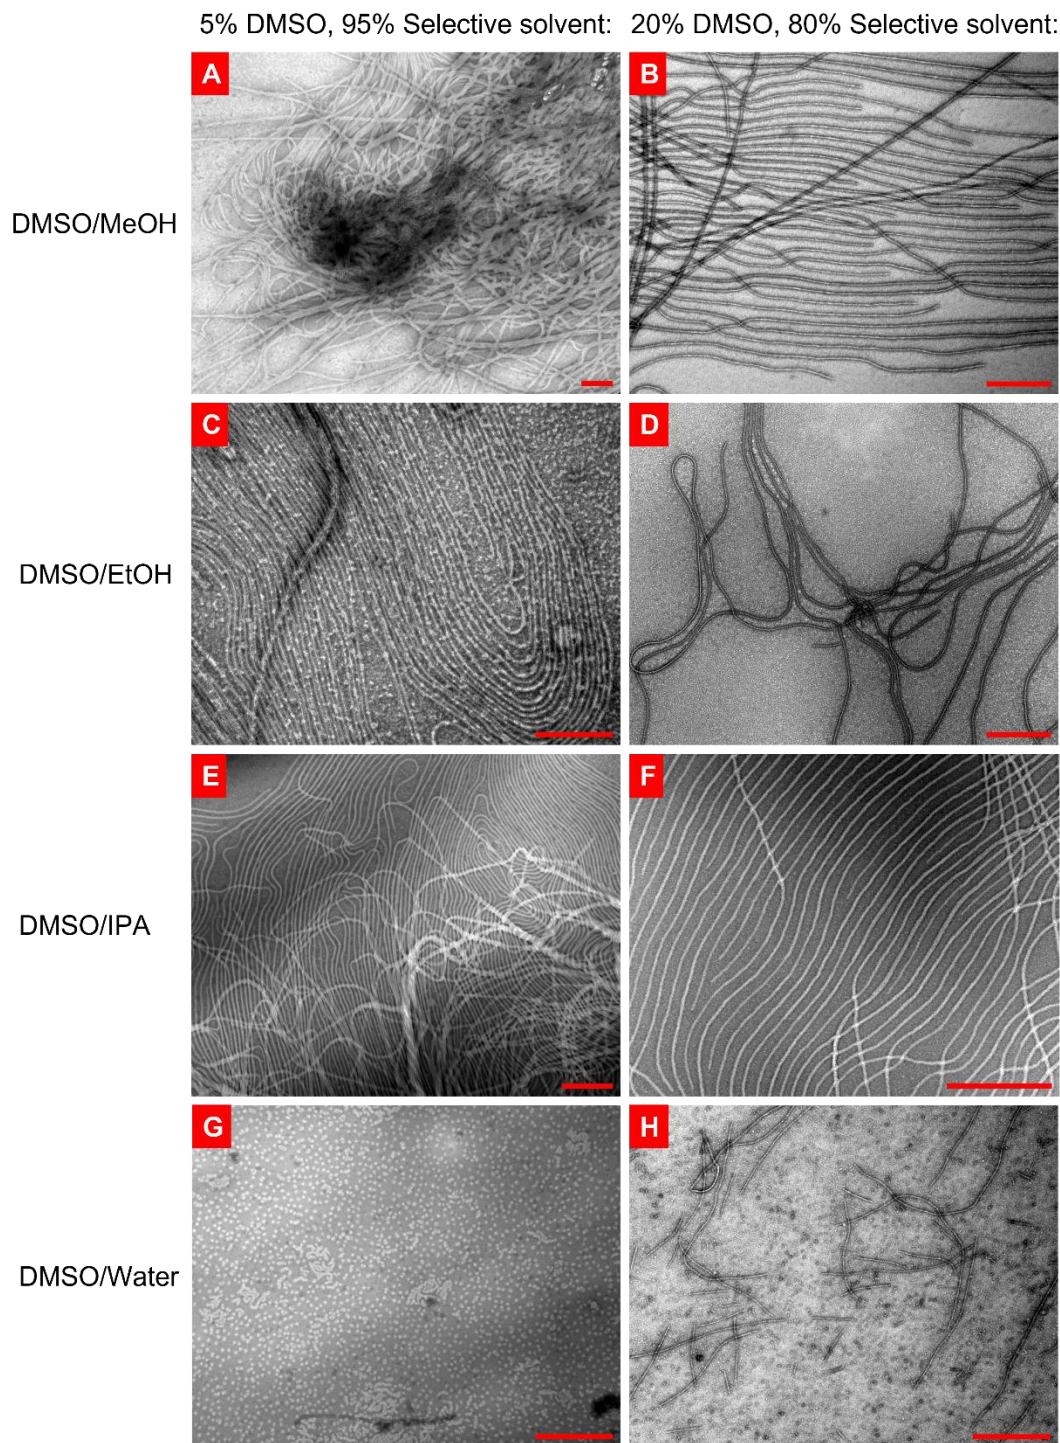 5% DMSO, 95% Selective solvent: 20% DMSO, 80% Selective solvent:
A B
DMSO/MeOH
C D
DMSO/EtOH
E F
DMSO/IPA
G H
DMSO/Water